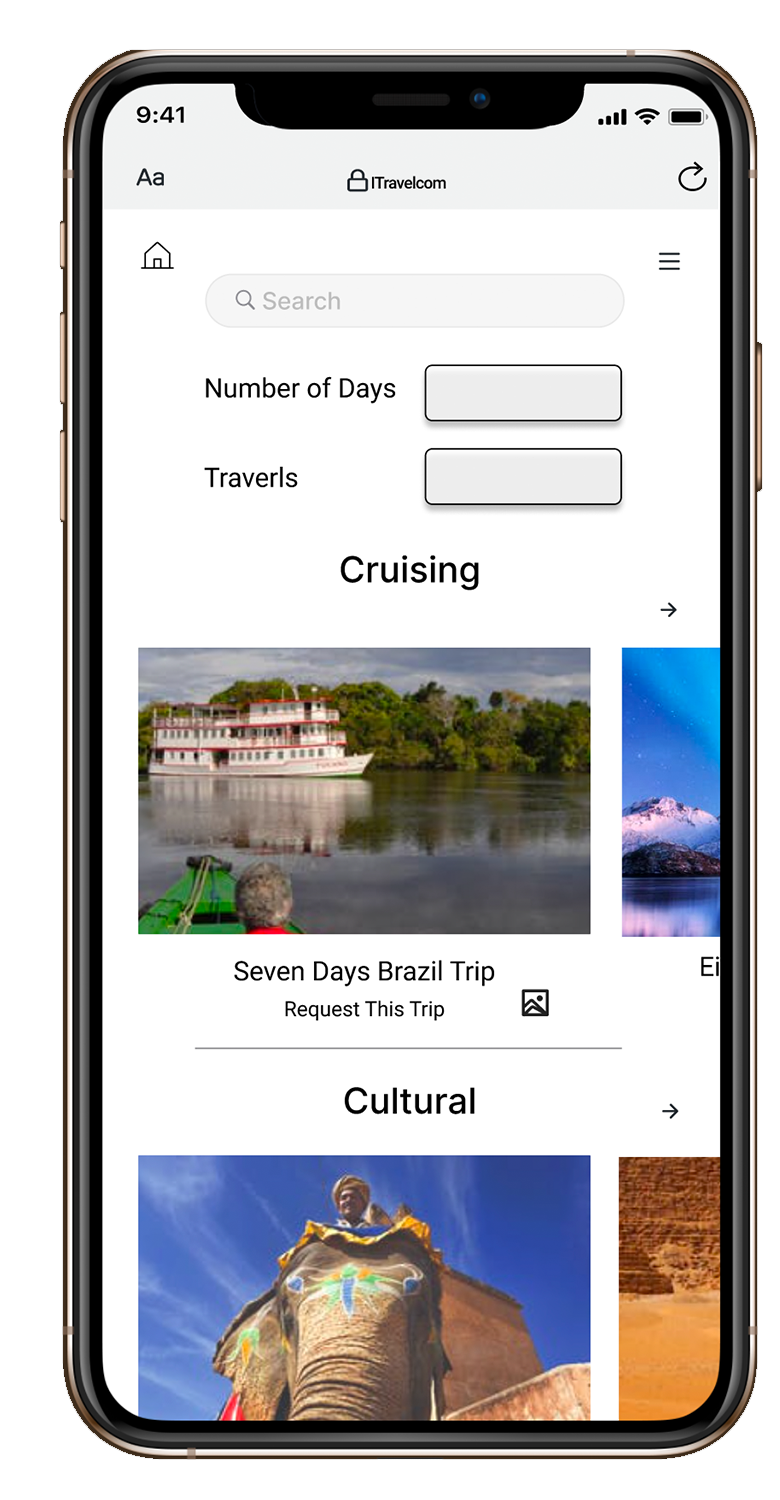 9:41
Aa
ITravelcom
Search
Number of Days
Traverls
Cruising
TUCANO
Seven Days Brazil Trip
Ei
Request This Trip
Cultural